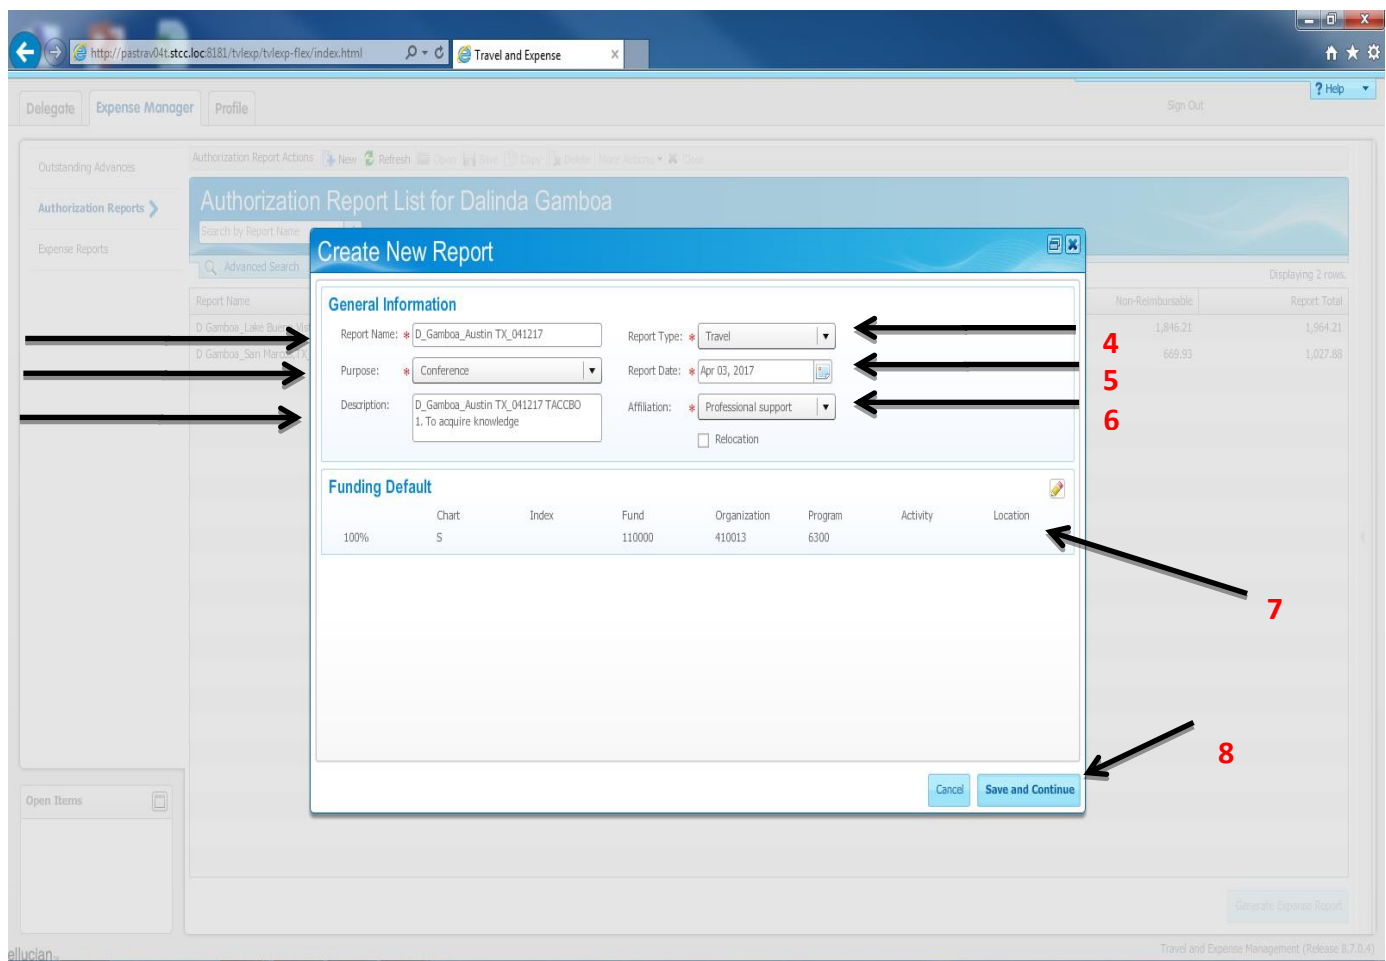 http://pastrav04t.stcc.loc:8181/tvlexp/tvlexp-flex/index.html
Travel and Expense
? Help
Delegate Expense Manager Profile
Sign Out
Authorization Report Actions New Refresh Open Save Copy Delete More Actions Close
Outstanding Advances
Authorization Reports
Expense Reports
Authorization Report List for Dalinda Gamboa
Search by Report Name
Advanced Search
Displaying 2 rows.
Report Name Non-Reimbursable Report Total
D Gamboa_Lake Buena Vist 1,846.21 1,964.21
D Gamboa_San Marcos,TX_ 669.93 1,027.88
Create New Report
General Information
Report Name: * D_Gamboa_Austin TX_041217
Report Type: * Travel
4
Purpose: * Conference
Report Date: * Apr 03, 2017
5
Description: D_Gamboa_Austin TX_041217 TACCBO
1. To acquire knowledge
Affiliation: * Professional support
6
Relocation
Funding Default
Chart Index Fund Organization Program Activity Location
100% S 110000 410013 6300
7
8
Cancel Save and Continue
Open Items
Generate Expense Report
ellucian
Travel and Expense Management (Release 8.7.0.4)